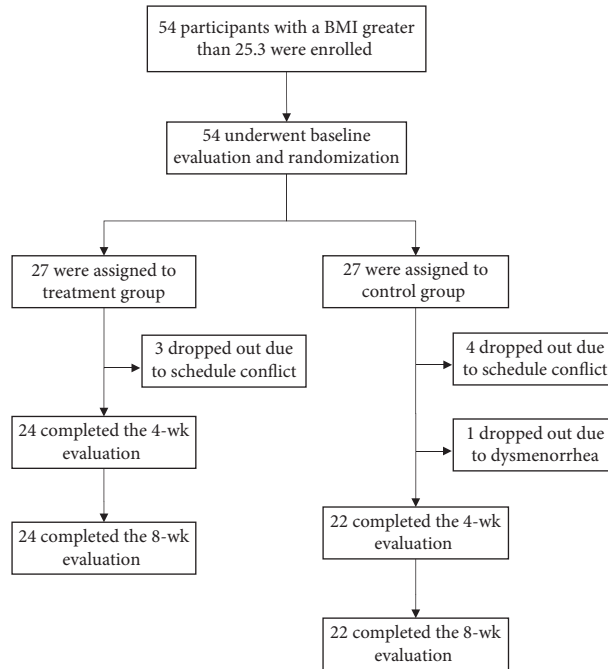 54 participants with a BMI greater
than 25.3 were enrolled
54 underwent baseline
evaluation and randomization
27 were assigned to
treatment group
27 were assigned to
control group
3 dropped out due
to schedule conflict
4 dropped out due
to schedule conflict
24 completed the 4-wk
evaluation
1 dropped out due
to dysmenorrhea
24 completed the 8-wk
evaluation
22 completed the 4-wk
evaluation
22 completed the 8-wk
evaluation